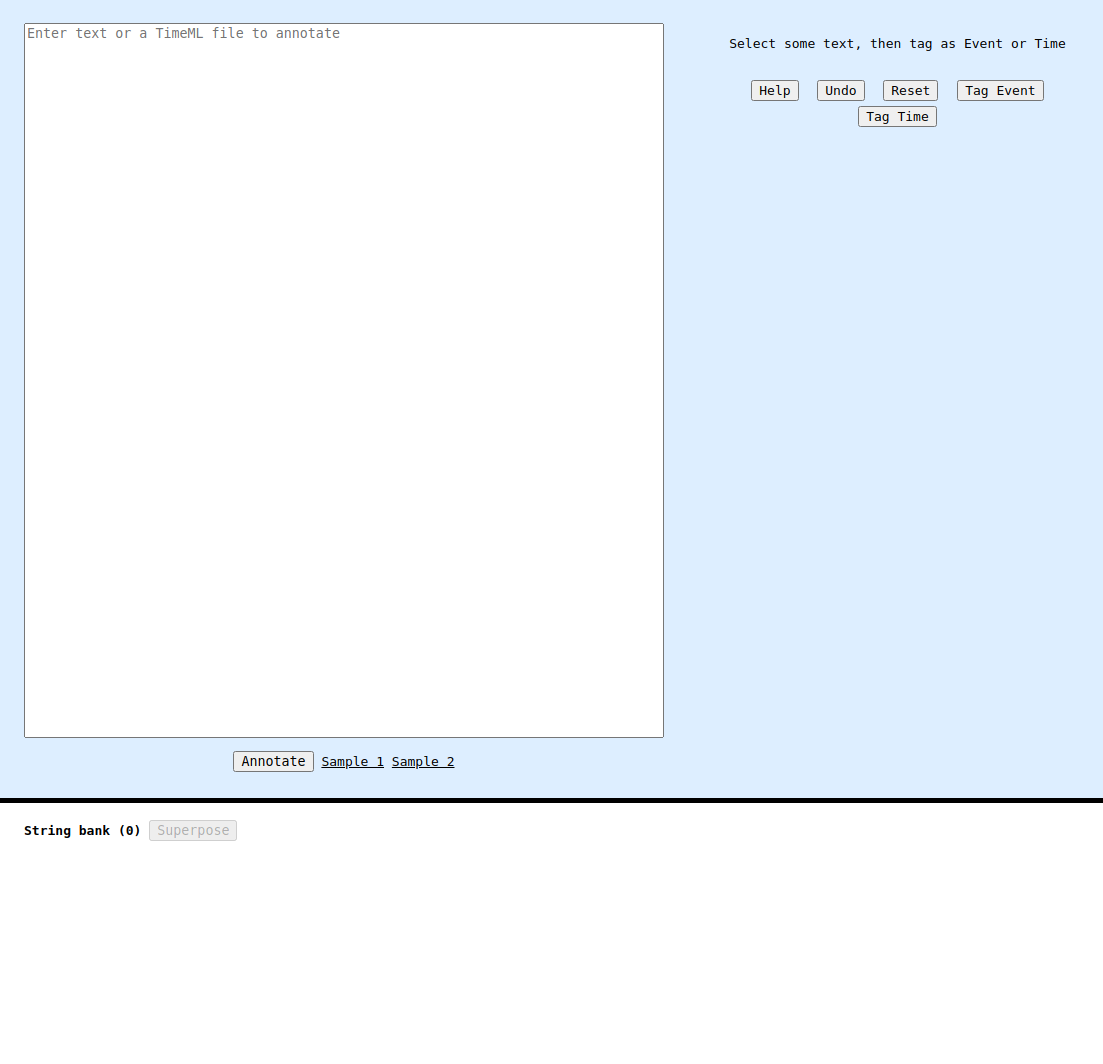 Enter text or a TimeML file to annotate
Select some text, then tag as Event or Time
Help Undo Reset Tag Event
Tag Time
Annotate Sample 1 Sample 2
String bank (0) Superpose